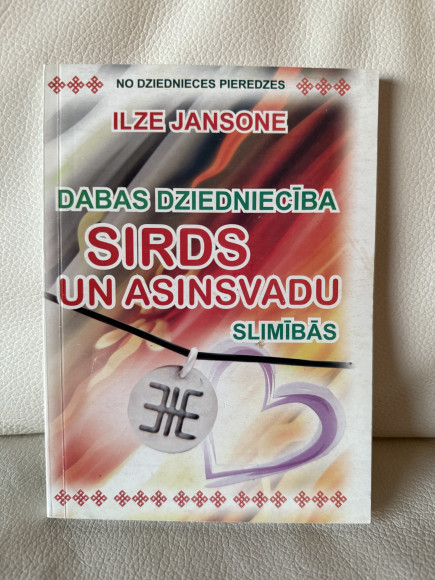 NO DZIEDNIECES PIEREDZES
ILZE JANSONE
DABAS DZIEDNIECĪBA
SIRDS
UN ASINSVADU
SLIMĪBĀS